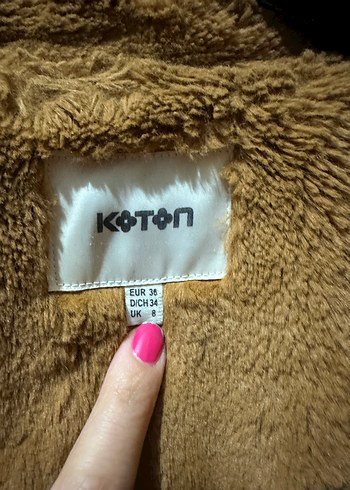 KOTON
EUR 36
D/CH 34
UK 8